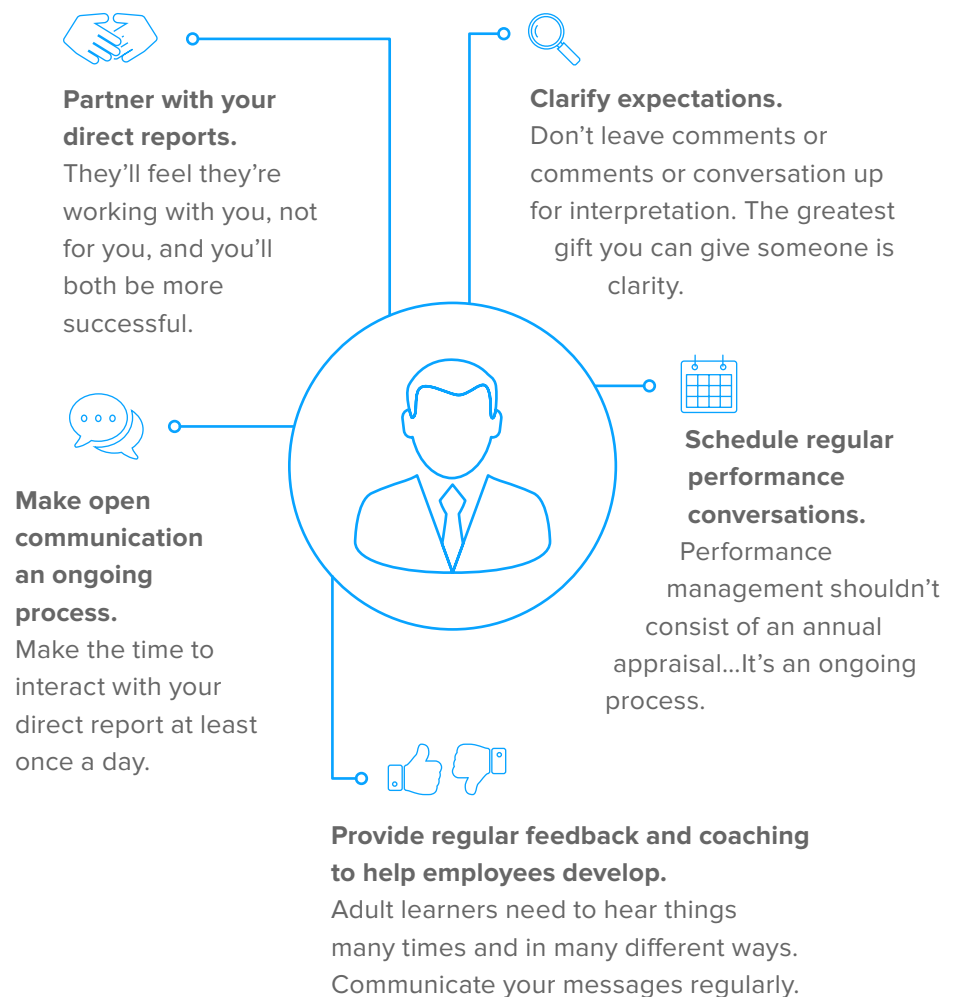 Partner with your
direct reports.
They’ll feel they’re
working with you, not
for you, and you’ll
both be more
successful.
Clarify expectations.
Don’t leave comments or
comments or conversation up
for interpretation. The greatest
gift you can give someone is
clarity.
Make open
communication
an ongoing
process.
Make the time to
interact with your
direct report at least
once a day.
Schedule regular
performance
conversations.
Performance
management shouldn’t
consist of an annual
appraisal...It’s an ongoing
process.
Provide regular feedback and coaching
to help employees develop.
Adult learners need to hear things
many times and in many different ways.
Communicate your messages regularly.